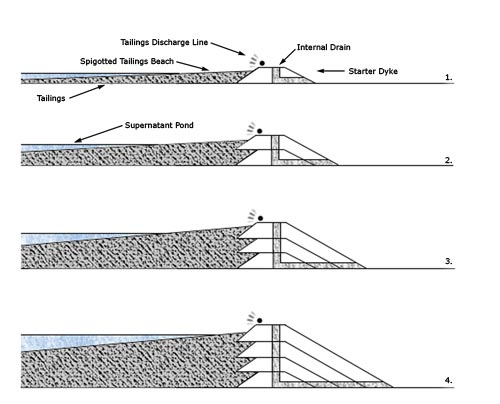 Tailings Discharge Line
Internal Drain
Spigotted Tailings Beach
Starter Dyke
1.
Tailings
Supernatant Pond
2.
3.
4.